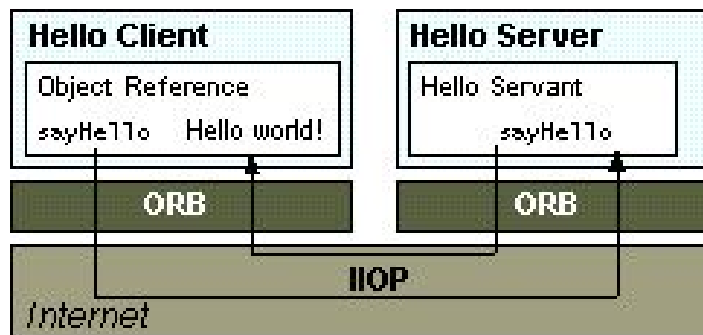 Hello Client
Object Reference
sayHello Hello world!
ORB
Hello Server
Hello Servant
sayHello
ORB
IIOP
Internet